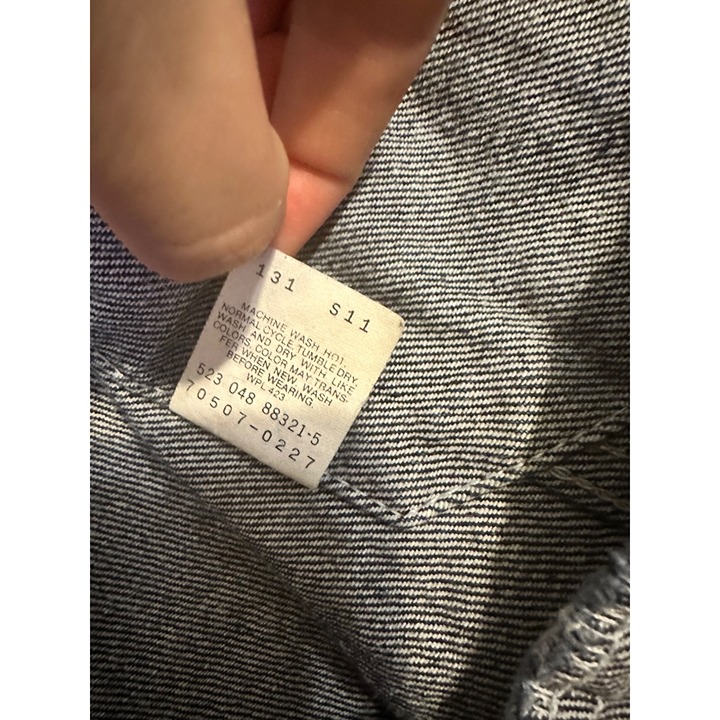 131 S11
MACHINE WASH HOT.
NORMAL CYCLE. TUMBLE DRY.
WASH AND DRY WITH LIKE
COLORS. COLOR MAY TRANS-
FER WHEN NEW. WASH
BEFORE WEARING.
WPL 423
523 048 88321-5
70507-0227